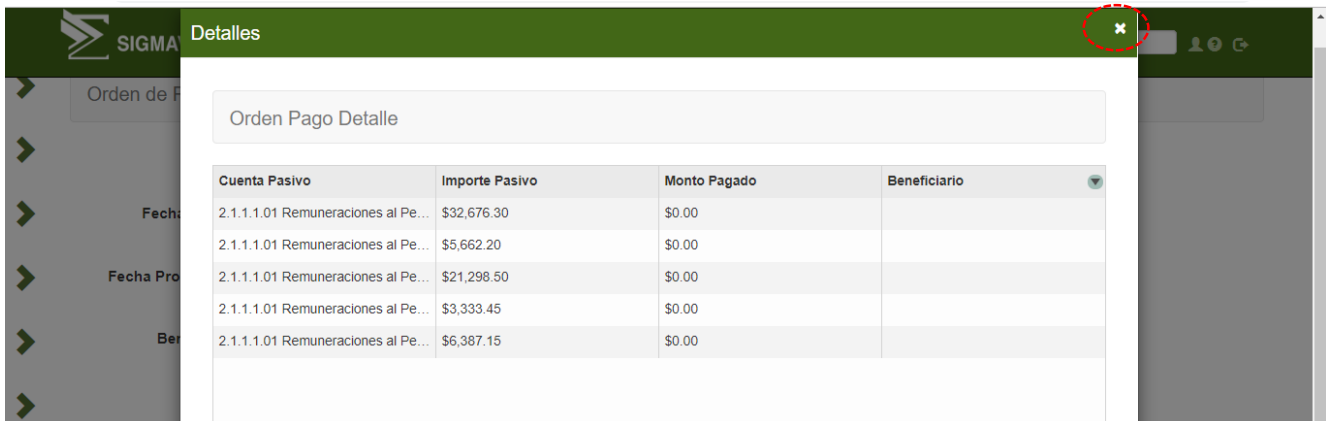 SIGMA
Detalles
Orden de P
Orden Pago Detalle
Cuenta Pasivo Importe Pasivo Monto Pagado Beneficiario
Fecha 2.1.1.1.01 Remuneraciones al Pe... $32,676.30 $0.00
2.1.1.1.01 Remuneraciones al Pe... $5,662.20 $0.00
Fecha Pro 2.1.1.1.01 Remuneraciones al Pe... $21,298.50 $0.00
2.1.1.1.01 Remuneraciones al Pe... $3,333.45 $0.00
Ben 2.1.1.1.01 Remuneraciones al Pe... $6,387.15 $0.00